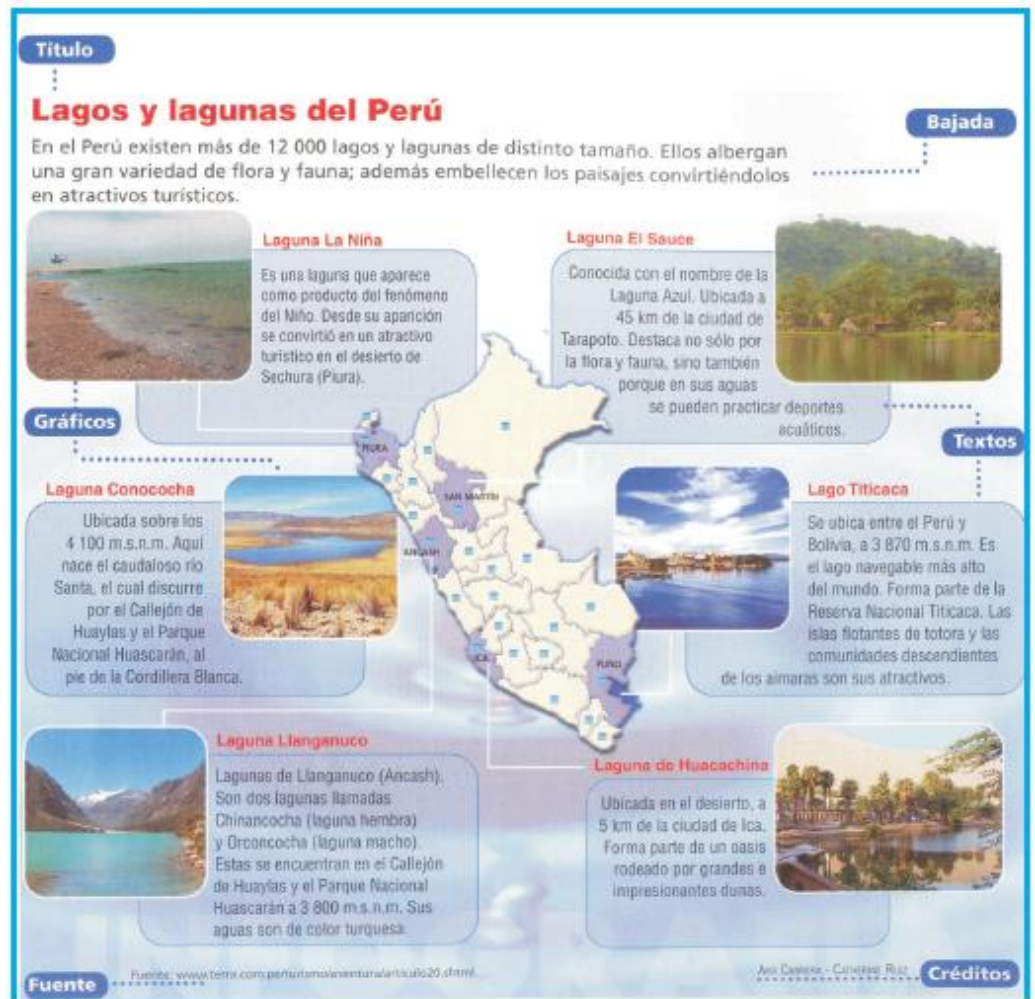 Título
Lagos y lagunas del Perú
Bajada
En el Perú existen más de 12 000 lagos y lagunas de distinto tamaño. Ellos albergan
una gran variedad de flora y fauna; además embellecen los paisajes convirtiéndolos
en atractivos turísticos.
Laguna La Niña
Es una laguna que aparece
como producto del fenómeno
del Niño. Desde su aparición
se convirtió en un atractivo
turístico en el desierto de
Sechura (Piura).
Laguna El Sauce
Conocida con el nombre de la
Laguna Azul. Ubicada a
45 km de la ciudad de
Tarapoto. Destaca no sólo por
la flora y fauna, sino también
porque en sus aguas
se pueden practicar deportes
acuáticos.
Gráficos
Textos
PIURA
SAN MARTÍN
ANCASH
ICA
PUNO
Laguna Conococha
Ubicada sobre los
4 100 m.s.n.m. Aquí
nace el caudaloso río
Santa, el cual discurre
por el Callejón de
Huaylas y el Parque
Nacional Huascarán, al
pie de la Cordillera Blanca.
Lago Titicaca
Se ubica entre el Perú y
Bolivia, a 3 870 m.s.n.m. Es
el lago navegable más alto
del mundo. Forma parte de la
Reserva Nacional Titicaca. Las
islas flotantes de totora y las
comunidades descendientes
de los aimaras son sus atractivos.
Laguna Llanganuco
Lagunas de Llanganuco (Ancash).
Son dos lagunas llamadas
Chinancocha (laguna hembra)
y Orconcocha (laguna macho).
Estas se encuentran en el Callejón
de Huaylas y el Parque Nacional
Huascarán a 3 800 m.s.n.m. Sus
aguas son de color turquesa.
Laguna de Huacachina
Ubicada en el desierto, a
5 km de la ciudad de Ica.
Forma parte de un oasis
rodeado por grandes e
impresionantes dunas.
Fuente
Fuente:
Créditos